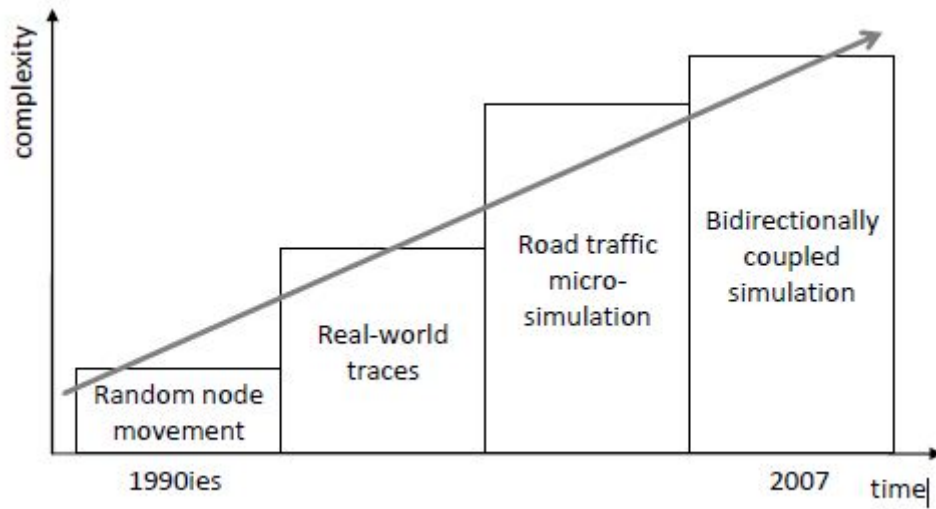 complexity
Random node
movement
Real-world
traces
Road traffic
micro-
simulation
Bidirectionally
coupled
simulation
1990ies
2007
time